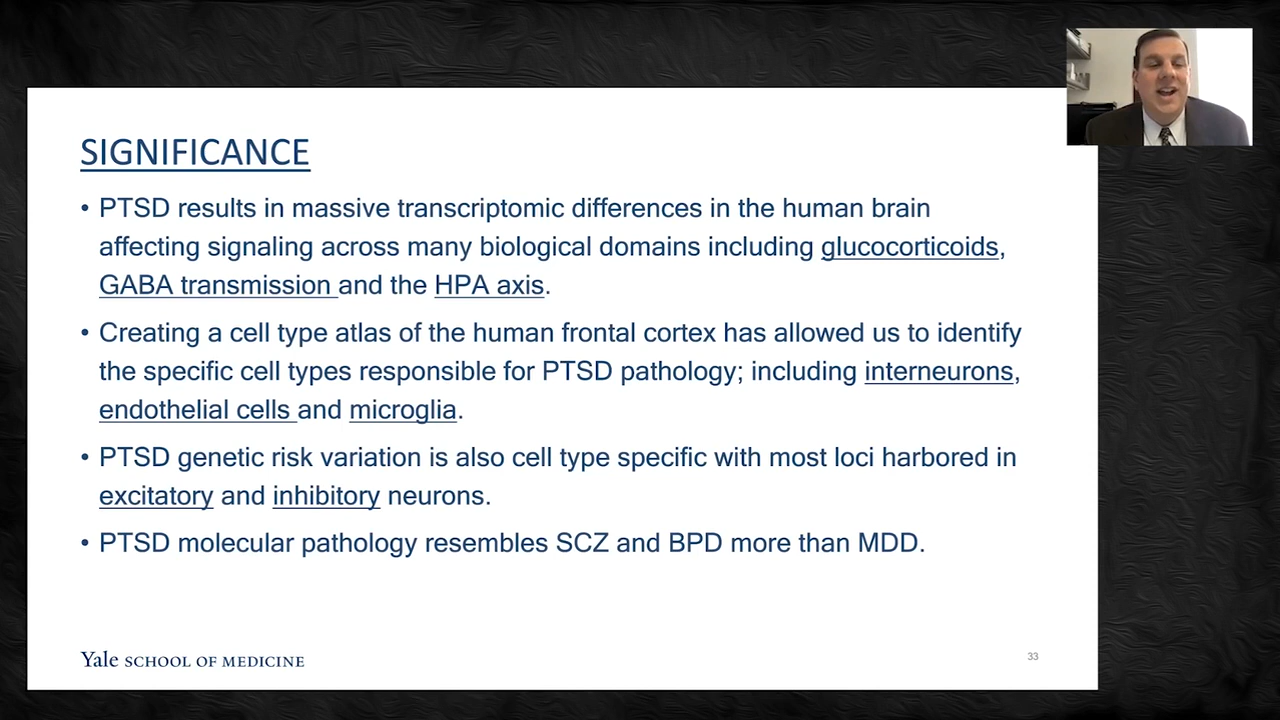 SIGNIFICANCE
• PTSD results in massive transcriptomic differences in the human brain
affecting signaling across many biological domains including glucocorticoids,
GABA transmission and the HPA axis.
• Creating a cell type atlas of the human frontal cortex has allowed us to identify
the specific cell types responsible for PTSD pathology; including interneurons,
endothelial cells and microglia.
• PTSD genetic risk variation is also cell type specific with most loci harbored in
excitatory and inhibitory neurons.
• PTSD molecular pathology resembles SCZ and BPD more than MDD.
Yale SCHOOL OF MEDICINE
33